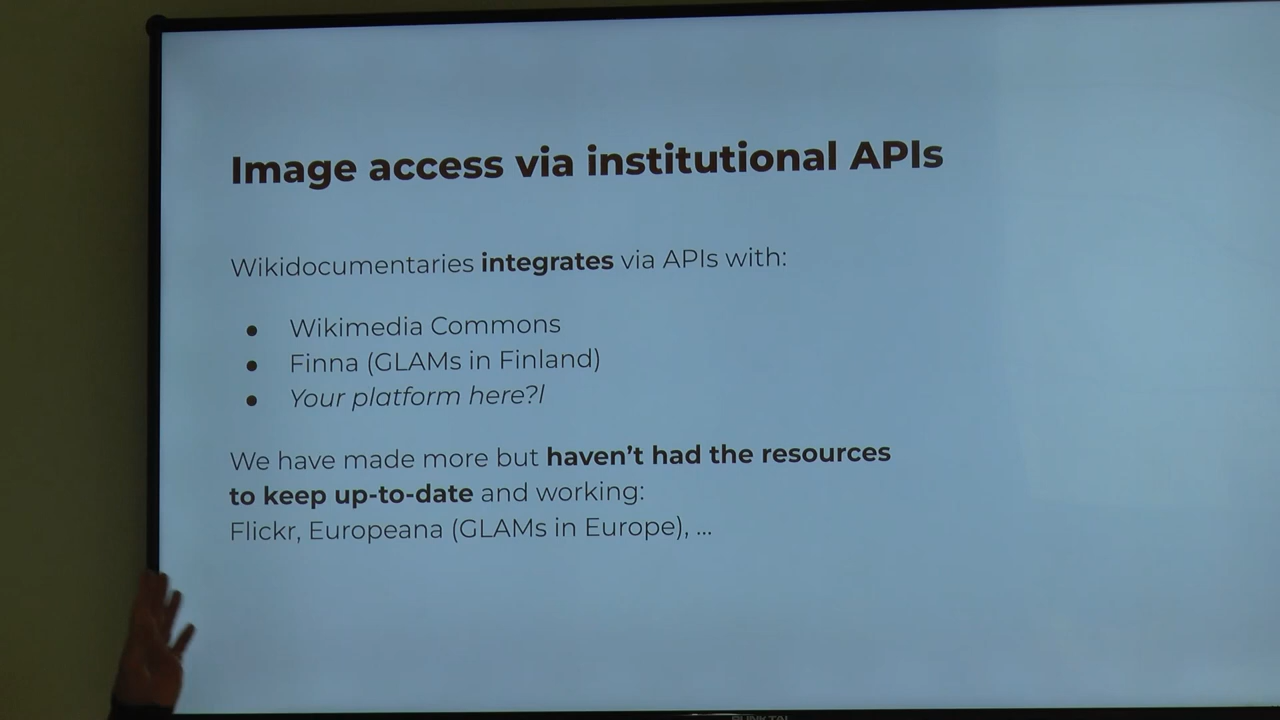 Image access via institutional APIs
Wikidocumentaries integrates via APIs with:
● Wikimedia Commons
● Finna (GLAMs in Finland)
● Your platform here?!
We have made more but haven't had the resources
to keep up-to-date and working:
Flickr, Europeana (GLAMs in Europe), ...